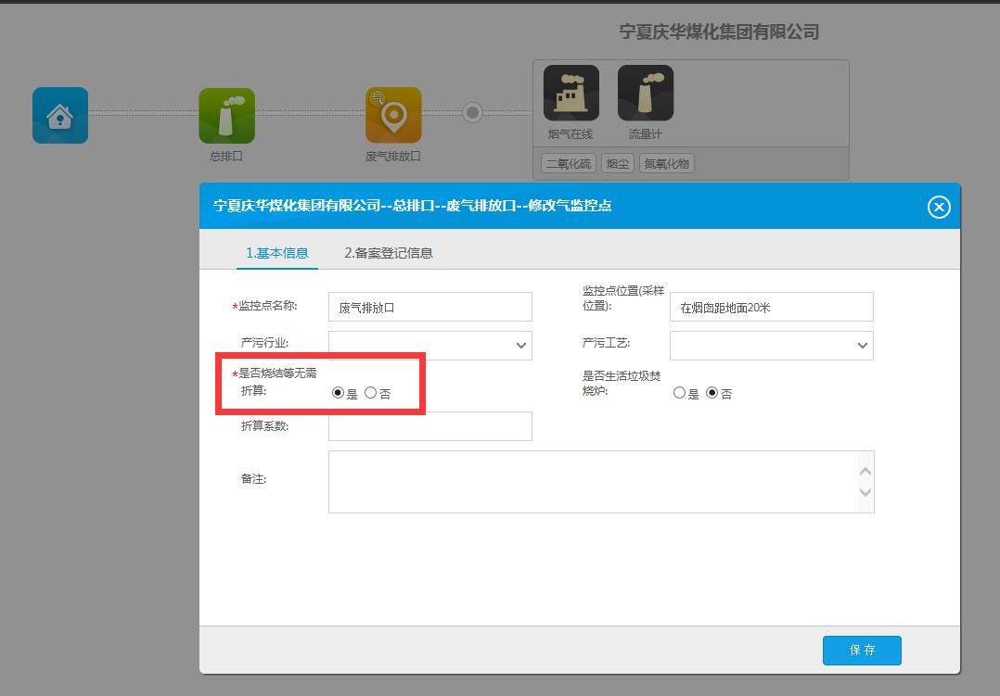 宁夏庆华煤化集团有限公司
气
总排口
废气排放口
烟气在线
流量计
二氧化硫
烟尘
氮氧化物
宁夏庆华煤化集团有限公司--总排口--废气排放口--修改气监控点
1.基本信息
2.备案登记信息
*监控点名称:
废气排放口
监控点位置(采样
位置):
在烟囱距地面20米
产污行业:
产污工艺:
*是否烧结等无需
折算:
是
否
是否生活垃圾焚
烧炉:
是
否
折算系数:
备注:
保 存